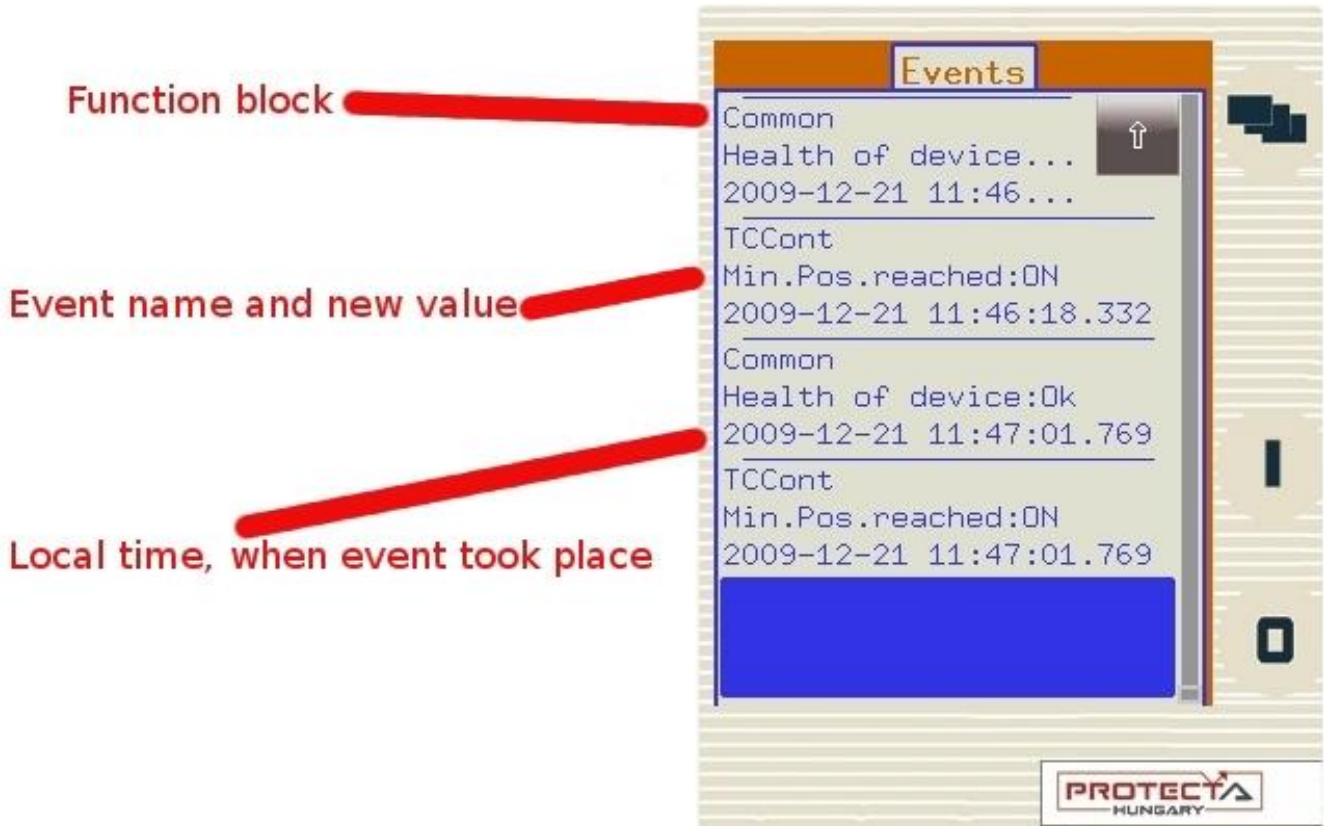 Function block
Event name and new value
Local time, when event took place
Events
Common
Health of device...
2009-12-21 11:46...
TCCont
Min.Pos.reached:ON
2009-12-21 11:46:18.332
Common
Health of device:Ok
2009-12-21 11:47:01.769
TCCont
Min.Pos.reached:ON
2009-12-21 11:47:01.769
I
O
PROTECTA
HUNGARY